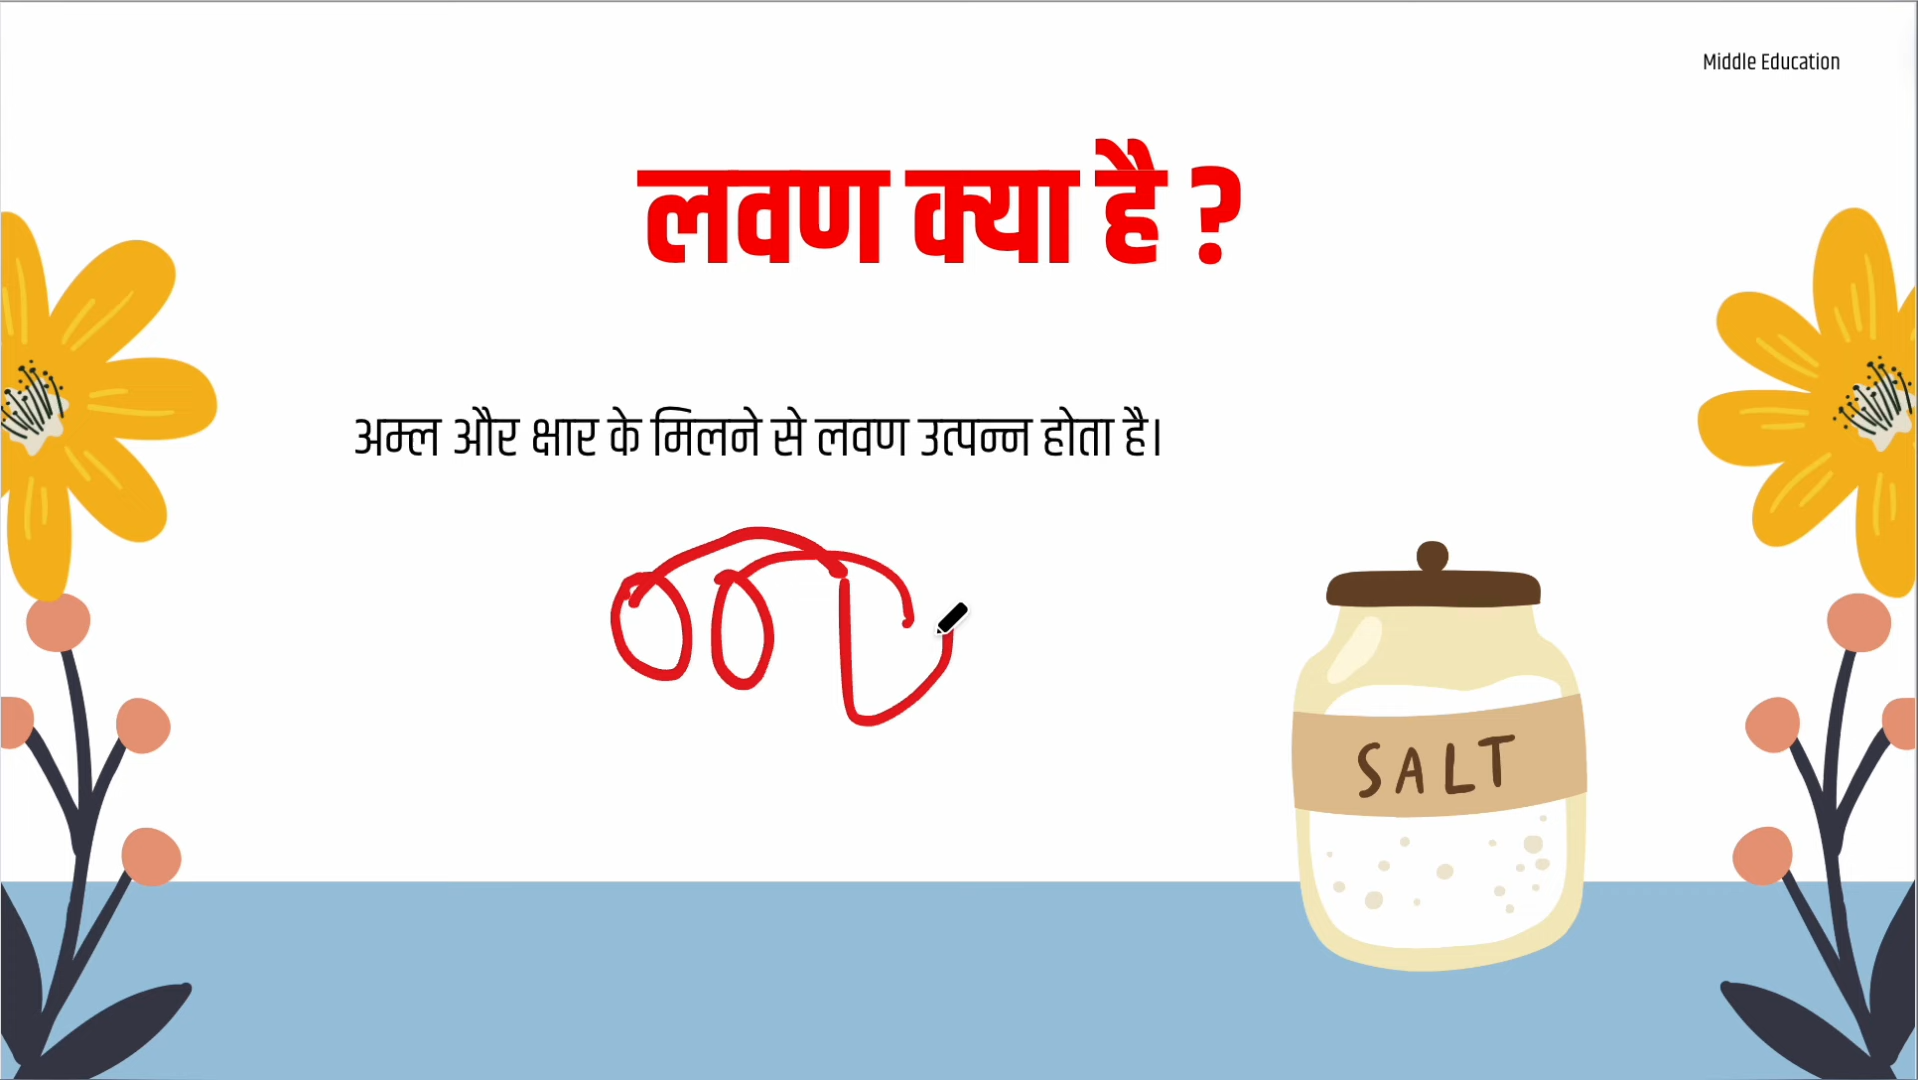 Middle Education
लवण क्या है ?
अम्ल और क्षार के मिलने से लवण उत्पन्न होता है।
SALT